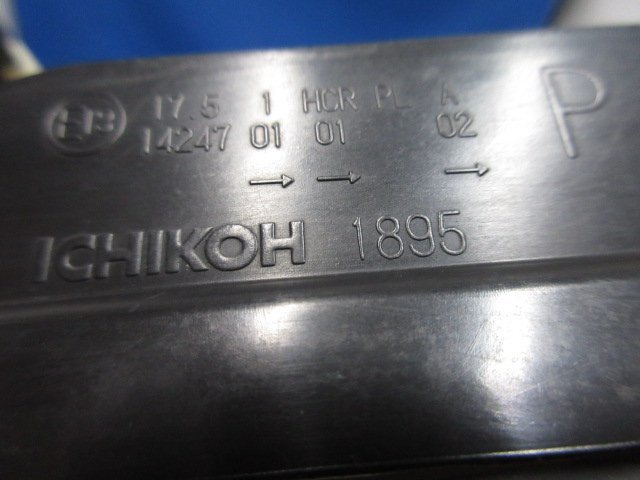 17.5 1 HCR PL A P
14247 01 01 02
→ → →
ICHIKOH 1895